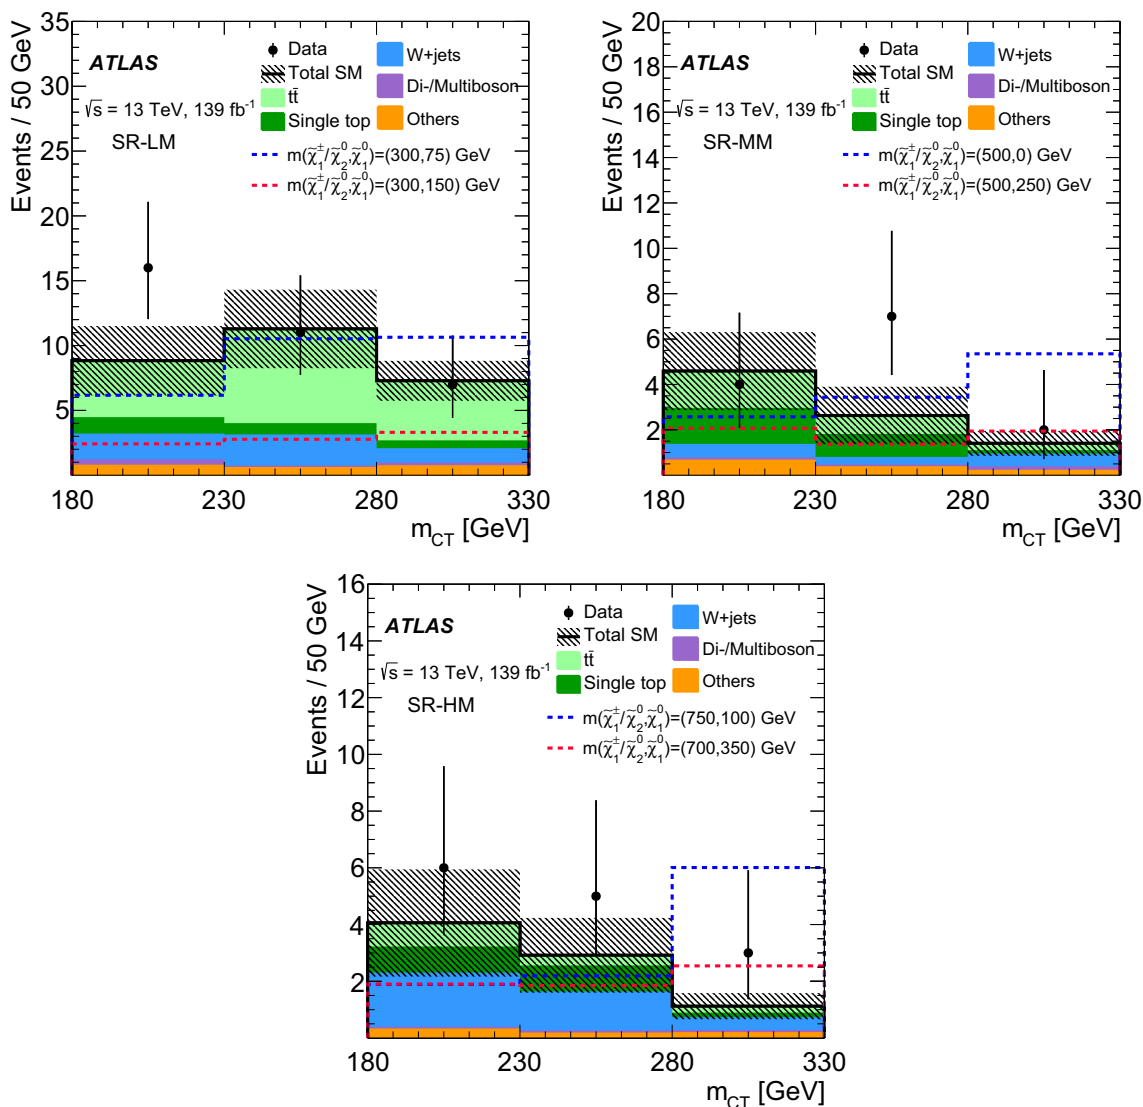 Events / 50 GeV
35
30
25
20
15
10
5
ATLAS
√s = 13 TeV, 139 fb⁻¹
SR-LM
Data
Total SM
tt̄
Single top
W+jets
Di-/Multiboson
Others
m(χ̃₁±/χ̃₂⁰,χ̃₁⁰)=(300,75) GeV
m(χ̃₁±/χ̃₂⁰,χ̃₁⁰)=(300,150) GeV
180 230 280 330
m_CT [GeV]
Events / 50 GeV
20
18
16
14
12
10
8
6
4
2
ATLAS
√s = 13 TeV, 139 fb⁻¹
SR-MM
Data
Total SM
tt̄
Single top
W+jets
Di-/Multiboson
Others
m(χ̃₁±/χ̃₂⁰,χ̃₁⁰)=(500,0) GeV
m(χ̃₁±/χ̃₂⁰,χ̃₁⁰)=(500,250) GeV
180 230 280 330
m_CT [GeV]
Events / 50 GeV
16
14
12
10
8
6
4
2
ATLAS
√s = 13 TeV, 139 fb⁻¹
SR-HM
Data
Total SM
tt̄
Single top
W+jets
Di-/Multiboson
Others
m(χ̃₁±/χ̃₂⁰,χ̃₁⁰)=(750,100) GeV
m(χ̃₁±/χ̃₂⁰,χ̃₁⁰)=(700,350) GeV
180 230 280 330
m_CT [GeV]